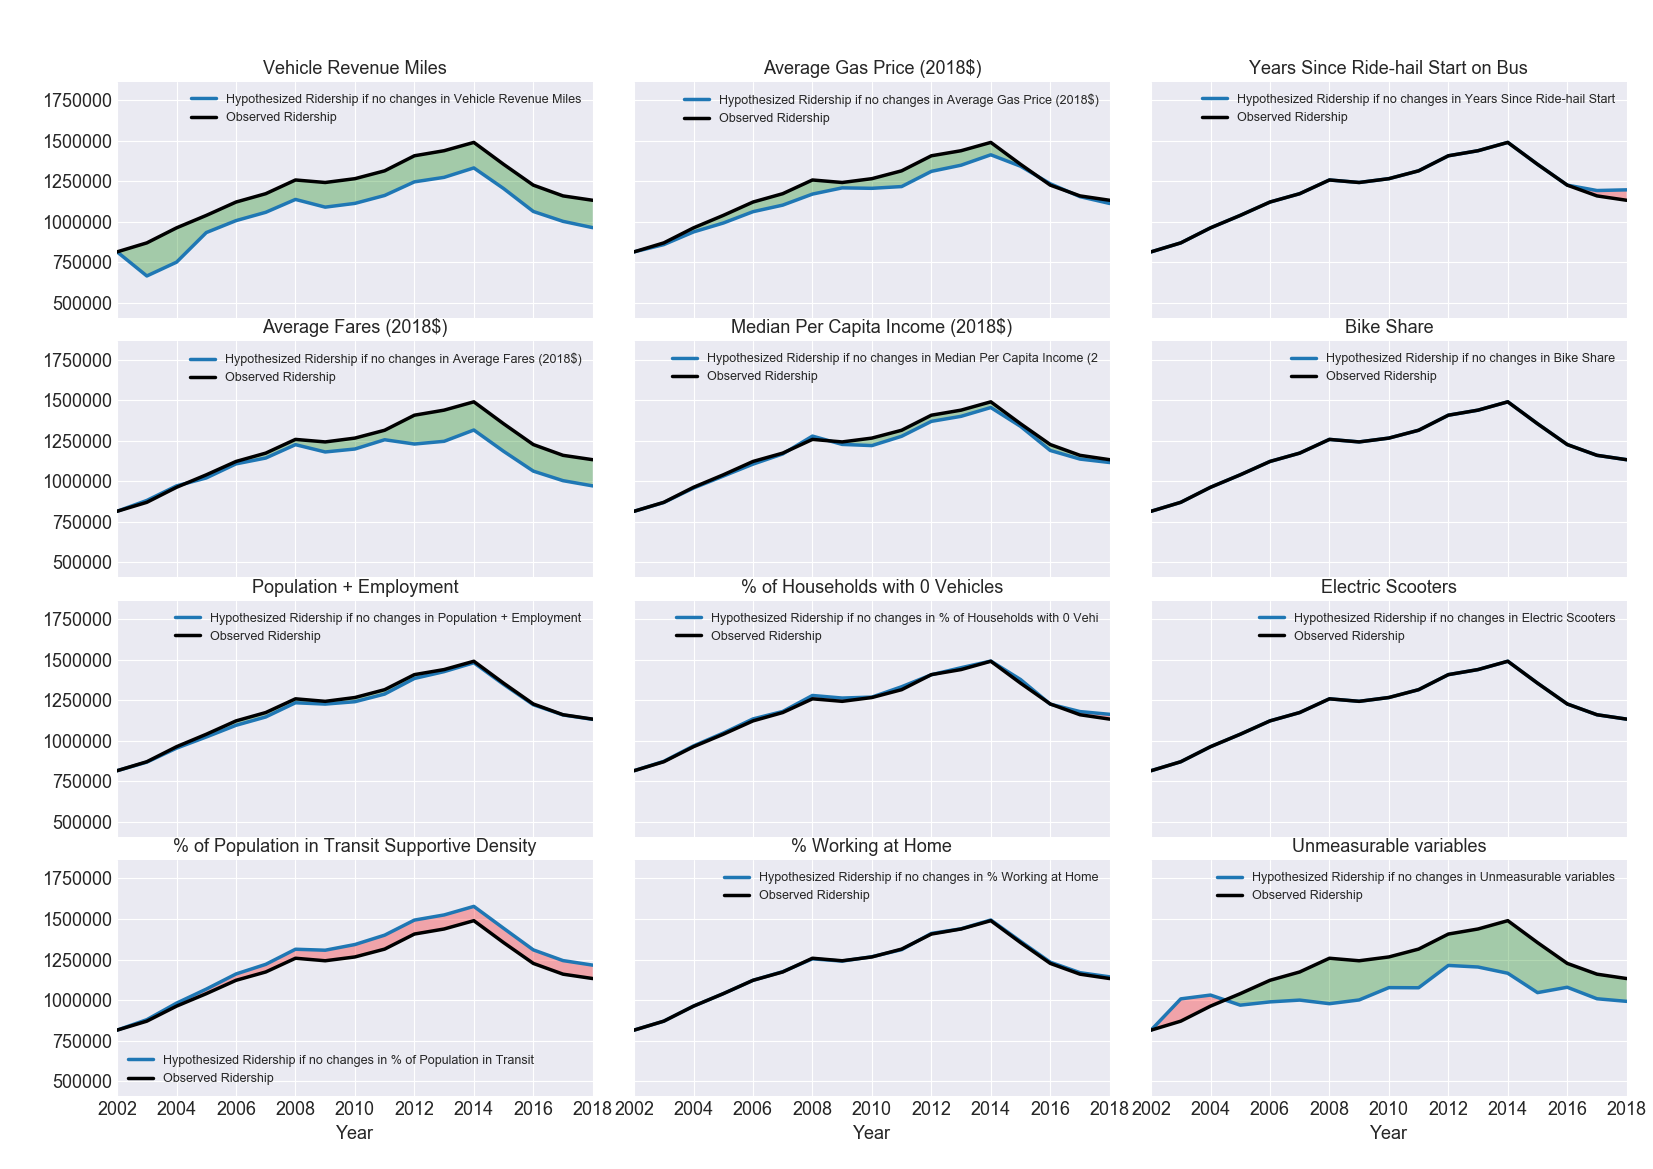 Vehicle Revenue Miles
Hypothesized Ridership if no changes in Vehicle Revenue Miles
Observed Ridership
1750000
1500000
1250000
1000000
750000
500000
Average Gas Price (2018$)
Hypothesized Ridership if no changes in Average Gas Price (2018$)
Observed Ridership
Years Since Ride-hail Start on Bus
Hypothesized Ridership if no changes in Years Since Ride-hail Start
Observed Ridership
Average Fares (2018$)
Hypothesized Ridership if no changes in Average Fares (2018$)
Observed Ridership
1750000
1500000
1250000
1000000
750000
500000
Median Per Capita Income (2018$)
Hypothesized Ridership if no changes in Median Per Capita Income (2
Observed Ridership
Bike Share
Hypothesized Ridership if no changes in Bike Share
Observed Ridership
Population + Employment
Hypothesized Ridership if no changes in Population + Employment
Observed Ridership
1750000
1500000
1250000
1000000
750000
500000
% of Households with 0 Vehicles
Hypothesized Ridership if no changes in % of Households with 0 Vehi
Observed Ridership
Electric Scooters
Hypothesized Ridership if no changes in Electric Scooters
Observed Ridership
% of Population in Transit Supportive Density
1750000
1500000
1250000
1000000
750000
500000
Hypothesized Ridership if no changes in % of Population in Transit
Observed Ridership
2002 2004 2006 2008 2010 2012 2014 2016 2018
Year
% Working at Home
Hypothesized Ridership if no changes in % Working at Home
Observed Ridership
2002 2004 2006 2008 2010 2012 2014 2016 2018
Year
Unmeasurable variables
Hypothesized Ridership if no changes in Unmeasurable variables
Observed Ridership
2002 2004 2006 2008 2010 2012 2014 2016 2018
Year